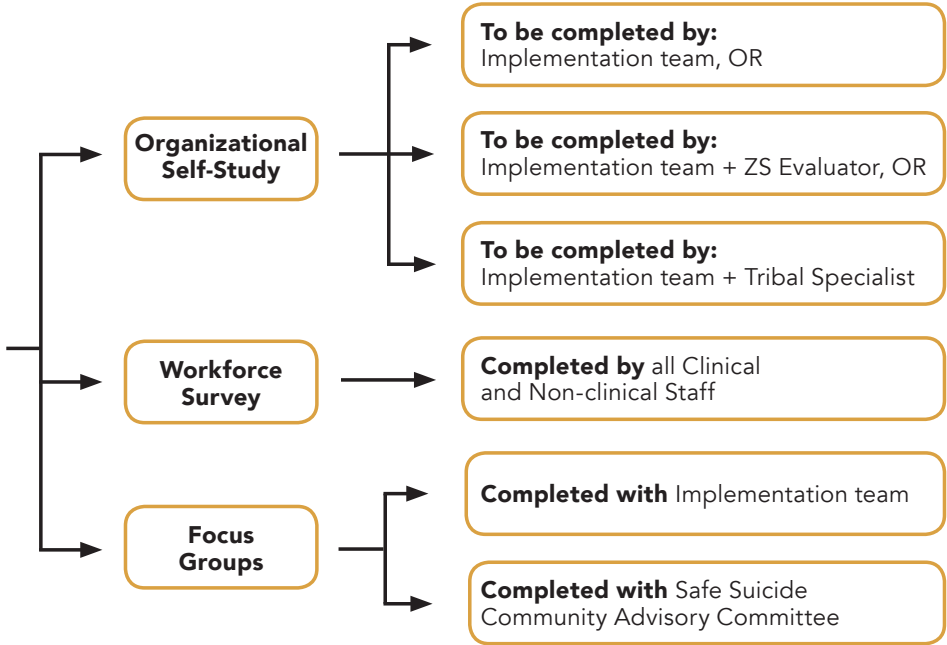 Organizational
Self-Study
To be completed by:
Implementation team, OR
To be completed by:
Implementation team + ZS Evaluator, OR
To be completed by:
Implementation team + Tribal Specialist
Workforce
Survey
Completed by all Clinical
and Non-clinical Staff
Focus
Groups
Completed with Implementation team
Completed with Safe Suicide
Community Advisory Committee